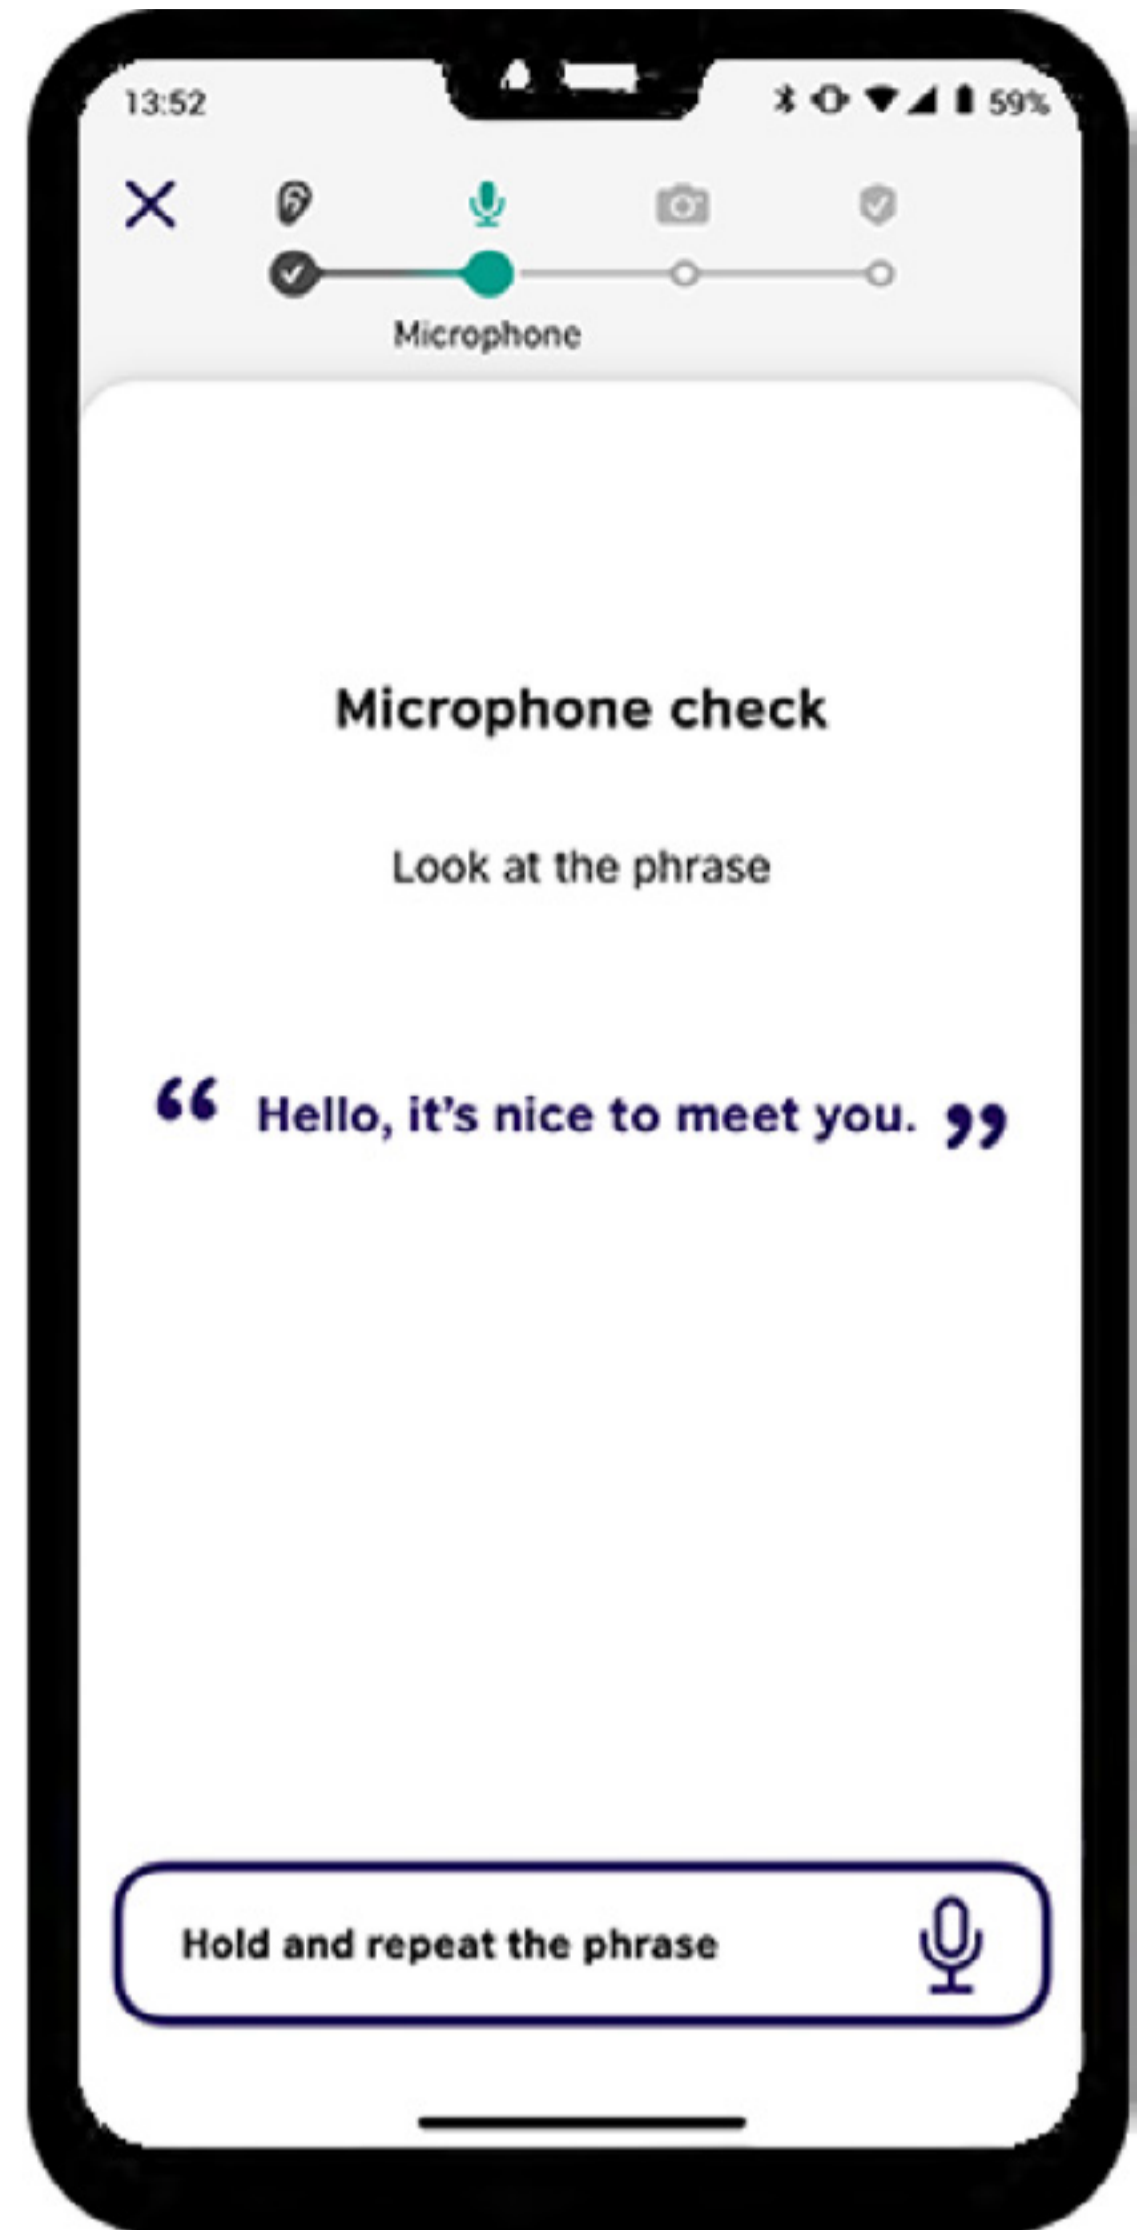 13:52
59%
Microphone
Microphone check
Look at the phrase
“ Hello, it’s nice to meet you. ”
Hold and repeat the phrase